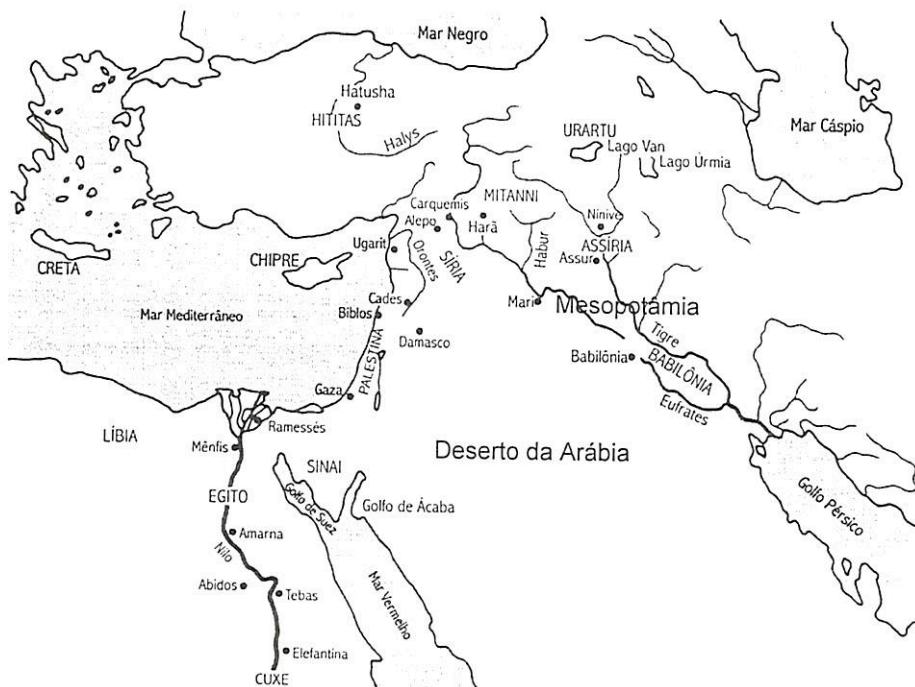 Mar Negro
Hatusha
HITITAS
Halys
Mar Cáspio
URARTU
Lago Van
Lago Úrmia
MITANNI
Carquemis
Alepo
Harã
Nínive
Ugarit
Orontes
SÍRIA
Habur
ASSÍRIA
Assur
CRETA
CHIPRE
Mar Mediterrâneo
Cades
Biblos
Mari
Mesopotâmia
Damasco
PALESTINA
Tigre
Babilônia
BABILÔNIA
Gaza
Eufrates
LÍBIA
Ramessés
Mênfis
Deserto da Arábia
SINAI
EGITO
Golfo de Suez
Golfo de Ácaba
Golfo Pérsico
Amarna
Nilo
Abidos
Tebas
Mar Vermelho
Elefantina
CUXE